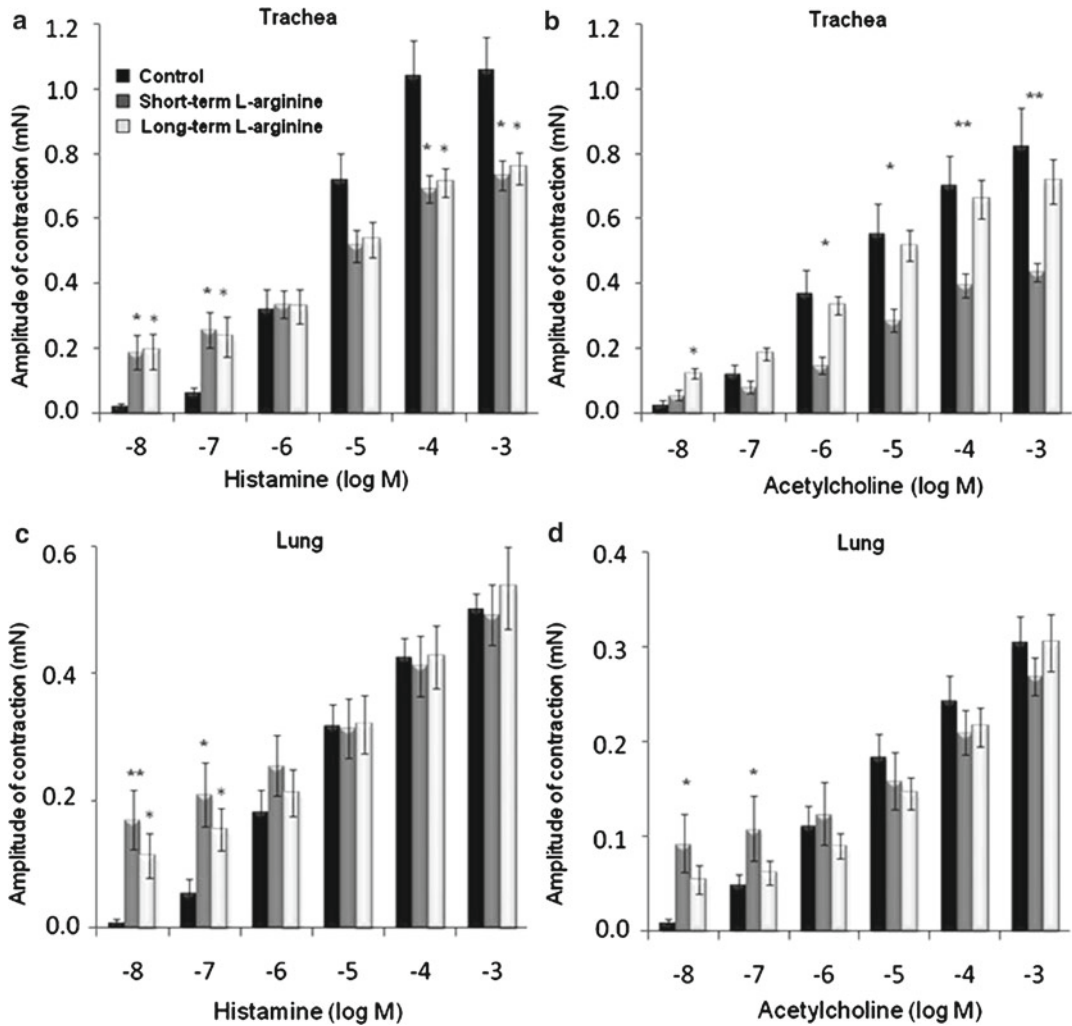 a
Trachea
Amplitude of contraction (mN)
1.2
1.0
0.8
0.6
0.4
0.2
0.0
Control
Short-term L-arginine
Long-term L-arginine
* *
* *
* *
* *
-8 -7 -6 -5 -4 -3
Histamine (log M)
b
Trachea
Amplitude of contraction (mN)
1.2
1.0
0.8
0.6
0.4
0.2
0.0
*
*
*
**
**
-8 -7 -6 -5 -4 -3
Acetylcholine (log M)
c
Lung
Amplitude of contraction (mN)
0.6
0.4
0.2
0.0
** *
* *
-8 -7 -6 -5 -4 -3
Histamine (log M)
d
Lung
Amplitude of contraction (mN)
0.4
0.3
0.2
0.1
0.0
*
*
-8 -7 -6 -5 -4 -3
Acetylcholine (log M)